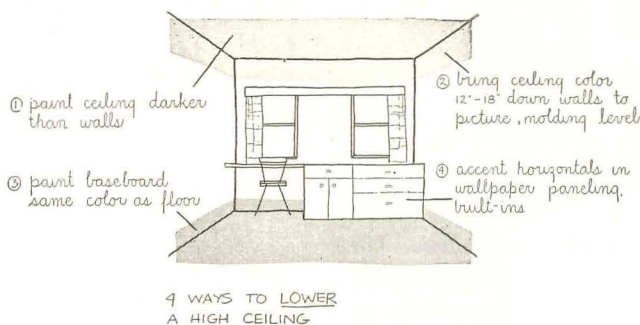 ① paint ceiling darker
than walls
② bring ceiling color
12"-18" down walls to
picture, molding level
③ paint baseboard
same color as floor
④ accent horizontals in
wallpaper paneling.
built-ins
4 WAYS TO LOWER
A HIGH CEILING